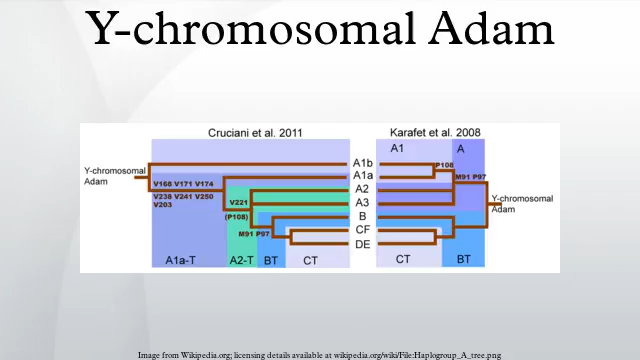 Y-chromosomal Adam
Cruciani et al. 2011
Karafet et al. 2008
A1
A
Y-chromosomal
Adam
V168 V171 V174
V238 V241 V250
V203
V221
(P108)
M91 P97
A1b
A1a
A2
A3
B
CF
DE
P108
M91 P97
Y-chromosomal
Adam
A1a-T
A2-T
BT
CT
CT
BT
Image from Wikipedia.org; licensing details available at wikipedia.org/wiki/File:Haplogroup_A_tree.png